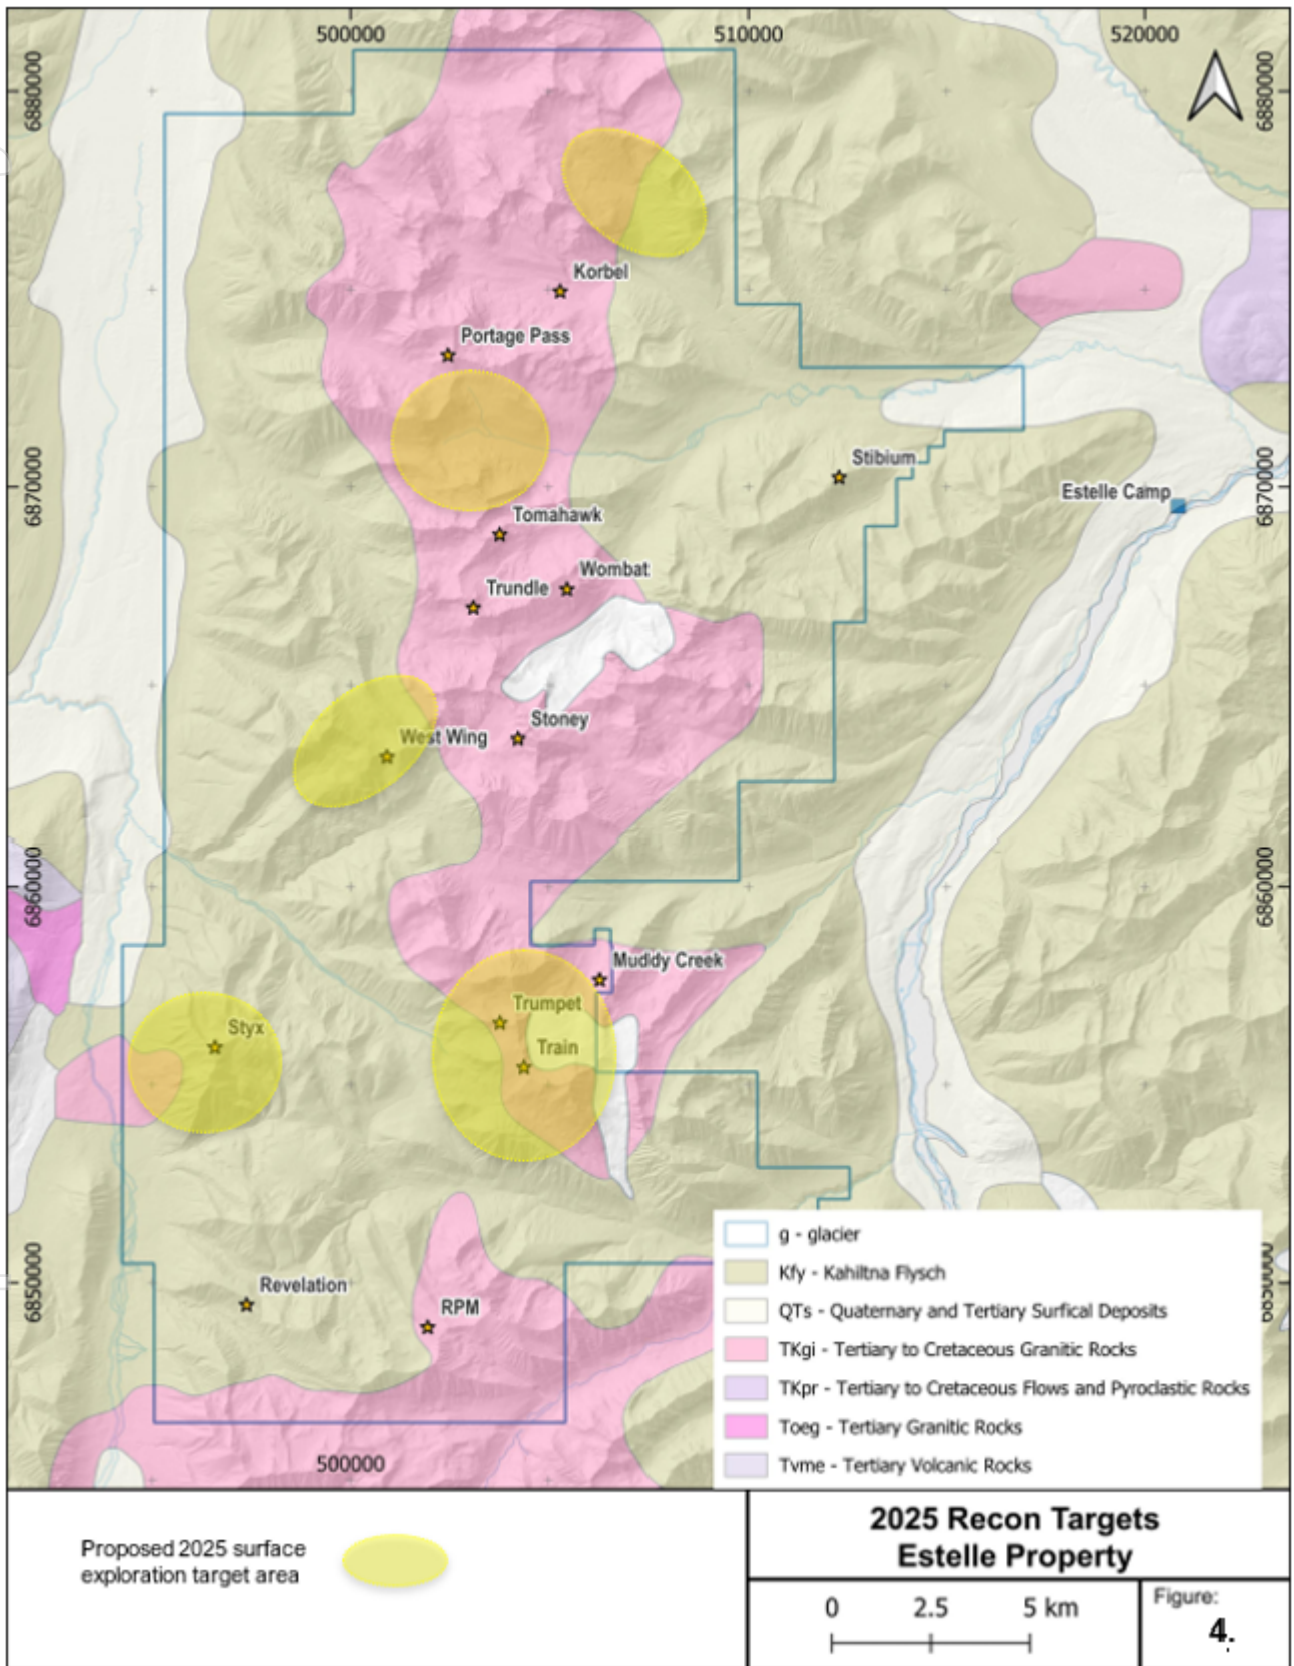 500000
510000
520000
6880000
6880000
Korbel
Portage Pass
Stibium
6870000
6870000
Estelle Camp
Tomahawk
Wombat
Trundle
Stoney
West Wing
6860000
6860000
Muddy Creek
Trumpet
Styx
Train
6850000
6850000
Revelation
RPM
500000
g - glacier
Kfy - Kahiltna Flysch
QTs - Quaternary and Tertiary Surfical Deposits
TKgi - Tertiary to Cretaceous Granitic Rocks
TKpr - Tertiary to Cretaceous Flows and Pyroclastic Rocks
Toeg - Tertiary Granitic Rocks
Tvme - Tertiary Volcanic Rocks
Proposed 2025 surface
exploration target area
2025 Recon Targets
Estelle Property
0 2.5 5 km
Figure:
4.